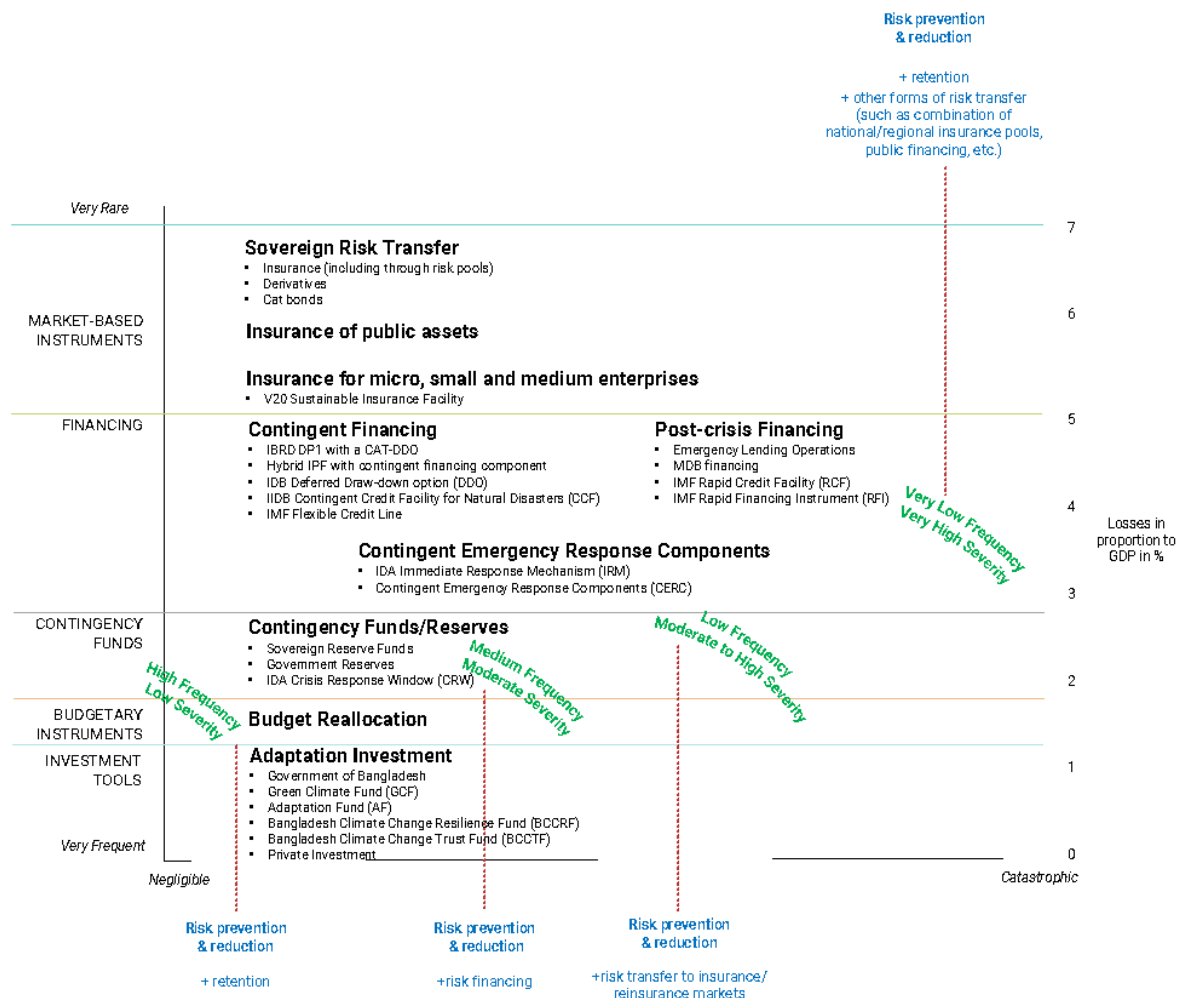 Risk prevention
& reduction
+ retention
+ other forms of risk transfer
(such as combination of
national/regional insurance pools,
public financing, etc.)
Very Rare
7
Sovereign Risk Transfer
▪ Insurance (including through risk pools)
▪ Derivatives
▪ Cat bonds
MARKET-BASED
INSTRUMENTS
6
Insurance of public assets
Insurance for micro, small and medium enterprises
▪ V20 Sustainable Insurance Facility
FINANCING
5
Contingent Financing
▪ IBRD DP1 with a CAT-DDO
▪ Hybrid IPF with contingent financing component
▪ IDB Deferred Draw-down option (DDO)
▪ IIDB Contingent Credit Facility for Natural Disasters (CCF)
▪ IMF Flexible Credit Line
Post-crisis Financing
▪ Emergency Lending Operations
▪ MDB financing
▪ IMF Rapid Credit Facility (RCF)
▪ IMF Rapid Financing Instrument (RFI)
Very Low Frequency
Very High Severity
4
Losses in
proportion to
GDP in %
Contingent Emergency Response Components
▪ IDA Immediate Response Mechanism (IRM)
▪ Contingent Emergency Response Components (CERC)
3
CONTINGENCY
FUNDS
Contingency Funds/Reserves
▪ Sovereign Reserve Funds
▪ Government Reserves
▪ IDA Crisis Response Window (CRW)
High Frequency
Low Severity
Medium Frequency
Moderate Severity
Low Frequency
Moderate to High Severity
2
BUDGETARY
INSTRUMENTS
Budget Reallocation
INVESTMENT
TOOLS
Adaptation Investment
▪ Government of Bangladesh
▪ Green Climate Fund (GCF)
▪ Adaptation Fund (AF)
▪ Bangladesh Climate Change Resilience Fund (BCCRF)
▪ Bangladesh Climate Change Trust Fund (BCCTF)
▪ Private Investment
1
Very Frequent
0
Negligible
Catastrophic
Risk prevention
& reduction
+ retention
Risk prevention
& reduction
+risk financing
Risk prevention
& reduction
+risk transfer to insurance/
reinsurance markets